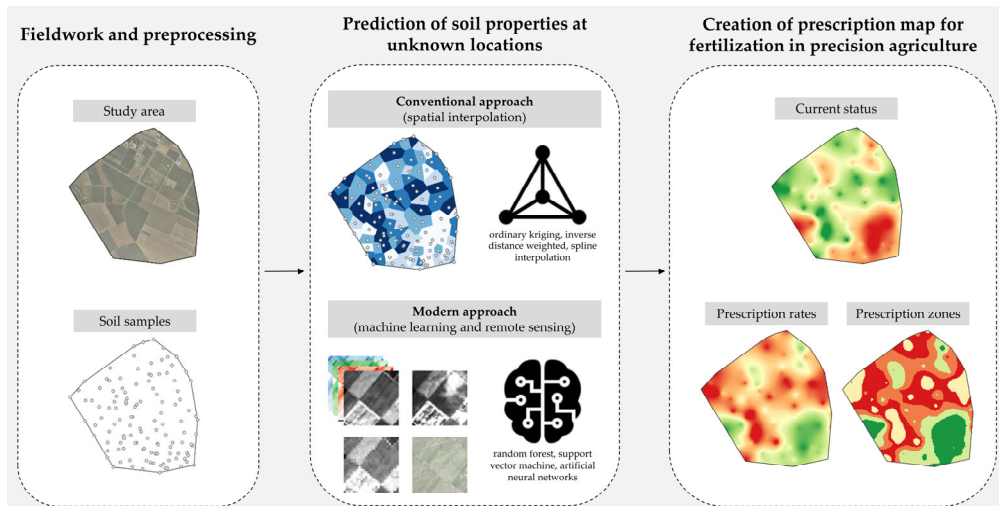 Fieldwork and preprocessing
Study area
Soil samples
Prediction of soil properties at
unknown locations
Conventional approach
(spatial interpolation)
ordinary kriging, inverse
distance weighted, spline
interpolation
Modern approach
(machine learning and remote sensing)
random forest, support
vector machine, artificial
neural networks
Creation of prescription map for
fertilization in precision agriculture
Current status
Prescription rates
Prescription zones